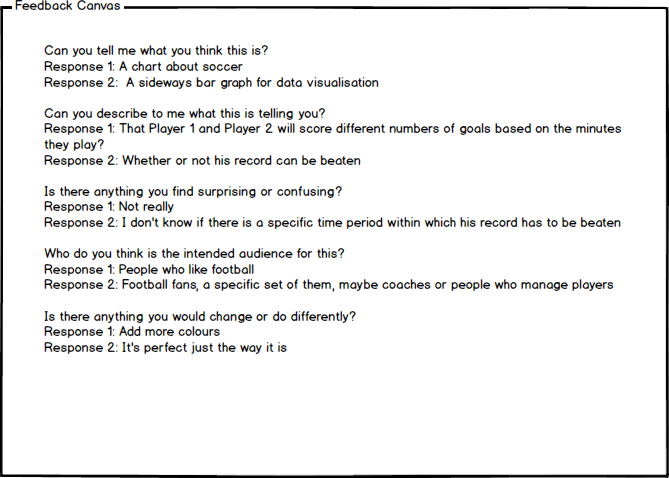 Feedback Canvas
Can you tell me what you think this is?
Response 1: A chart about soccer
Response 2:  A sideways bar graph for data visualisation
Can you describe to me what this is telling you?
Response 1: That Player 1 and Player 2 will score different numbers of goals based on the minutes
they play?
Response 2: Whether or not his record can be beaten
Is there anything you find surprising or confusing?
Response 1: Not really
Response 2: I don't know if there is a specific time period within which his record has to be beaten
Who do you think is the intended audience for this?
Response 1: People who like football
Response 2: Football fans, a specific set of them, maybe coaches or people who manage players
Is there anything you would change or do differently?
Response 1: Add more colours
Response 2: It's perfect just the way it is